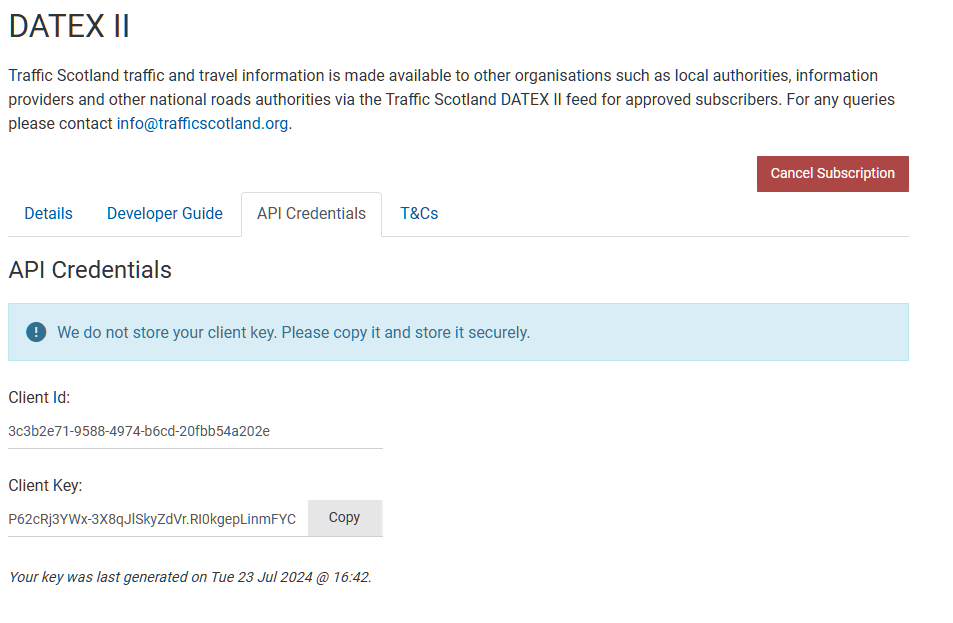 DATEX II
Traffic Scotland traffic and travel information is made available to other organisations such as local authorities, information
providers and other national roads authorities via the Traffic Scotland DATEX II feed for approved subscribers. For any queries
please contact info@trafficscotland.org.
Cancel Subscription
Details Developer Guide API Credentials T&Cs
API Credentials
We do not store your client key. Please copy it and store it securely.
Client Id:
3c3b2e71-9588-4974-b6cd-20fbb54a202e
Client Key:
P62cRj3YWx-3X8qJlSkyZdVr.RI0kgepLinmFYC Copy
Your key was last generated on Tue 23 Jul 2024 @ 16:42.